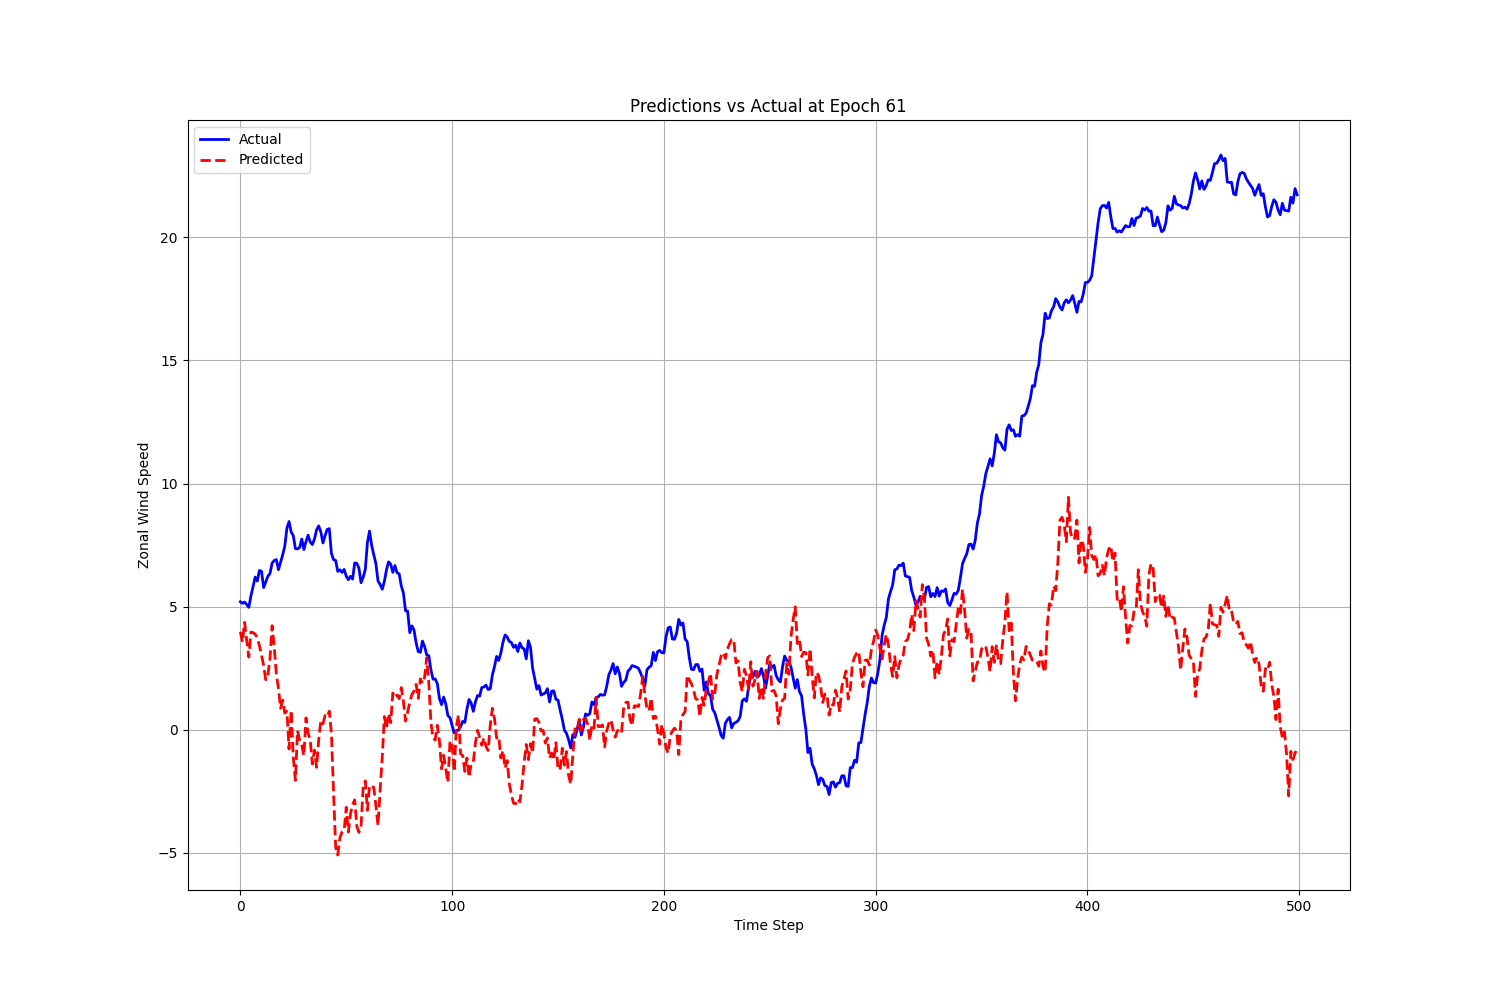 Predictions vs Actual at Epoch 61
Actual
Predicted
Zonal Wind Speed
20
15
10
5
0
−5
0 100 200 300 400 500
Time Step